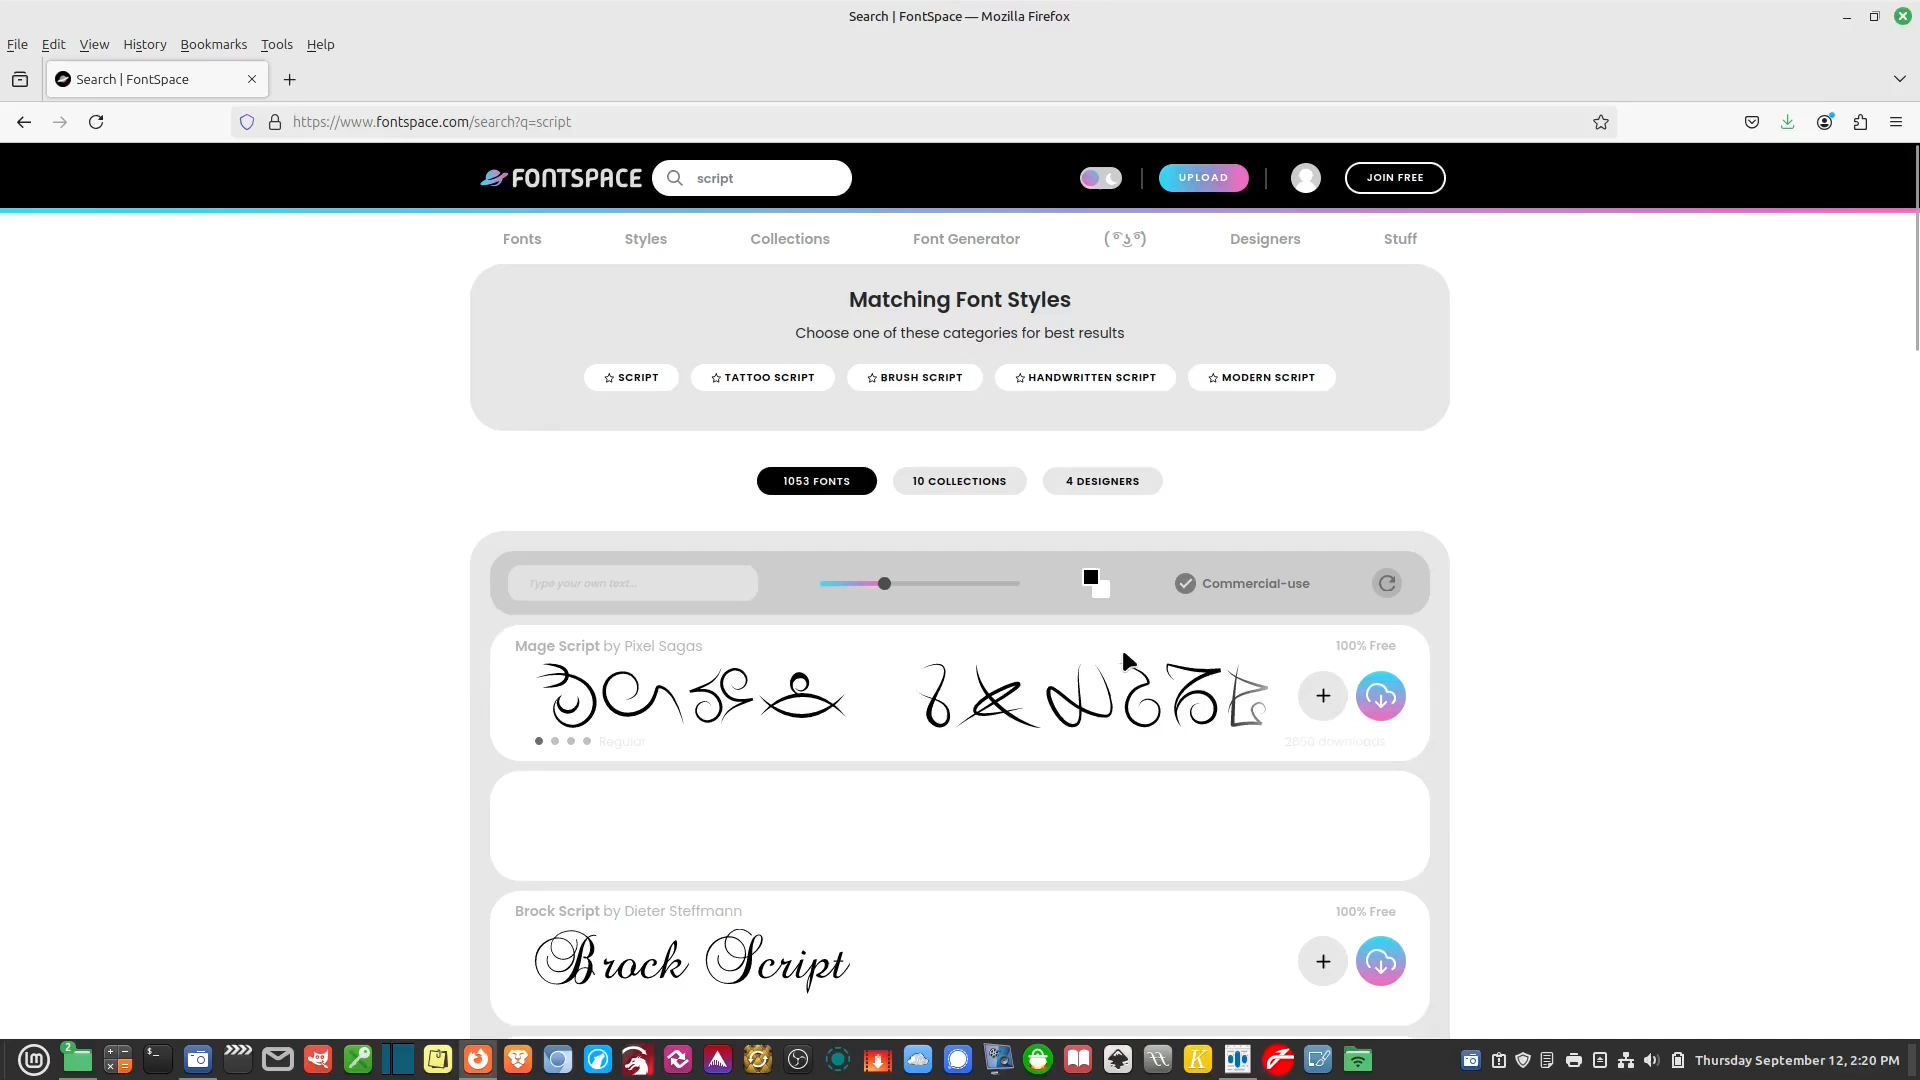 Search | FontSpace — Mozilla Firefox
File Edit View History Bookmarks Tools Help
Search | FontSpace
https://www.fontspace.com/search?q=script
FONTSPACE
script
UPLOAD
JOIN FREE
Fonts Styles Collections Font Generator ( ͡° ͜ʖ ͡°) Designers Stuff
Matching Font Styles
Choose one of these categories for best results
SCRIPT TATTOO SCRIPT BRUSH SCRIPT HANDWRITTEN SCRIPT MODERN SCRIPT
1053 FONTS 10 COLLECTIONS 4 DESIGNERS
Type your own text...
Commercial-use
Mage Script by Pixel Sagas
100% Free
Regular
Brock Script by Dieter Steffmann
100% Free
Brock Script
2
Thursday September 12, 2:20 PM